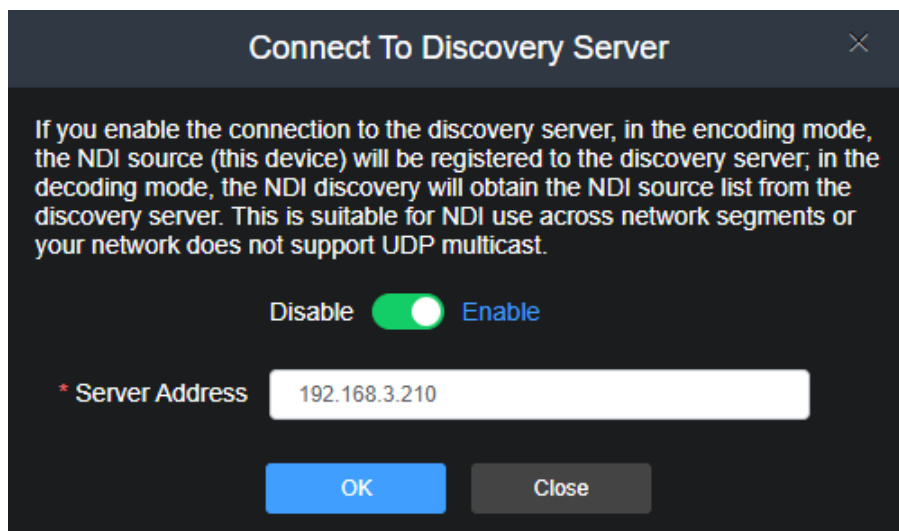 Connect To Discovery Server
If you enable the connection to the discovery server, in the encoding mode,
the NDI source (this device) will be registered to the discovery server; in the
decoding mode, the NDI discovery will obtain the NDI source list from the
discovery server. This is suitable for NDI use across network segments or
your network does not support UDP multicast.
Disable Enable
* Server Address 192.168.3.210
OK Close